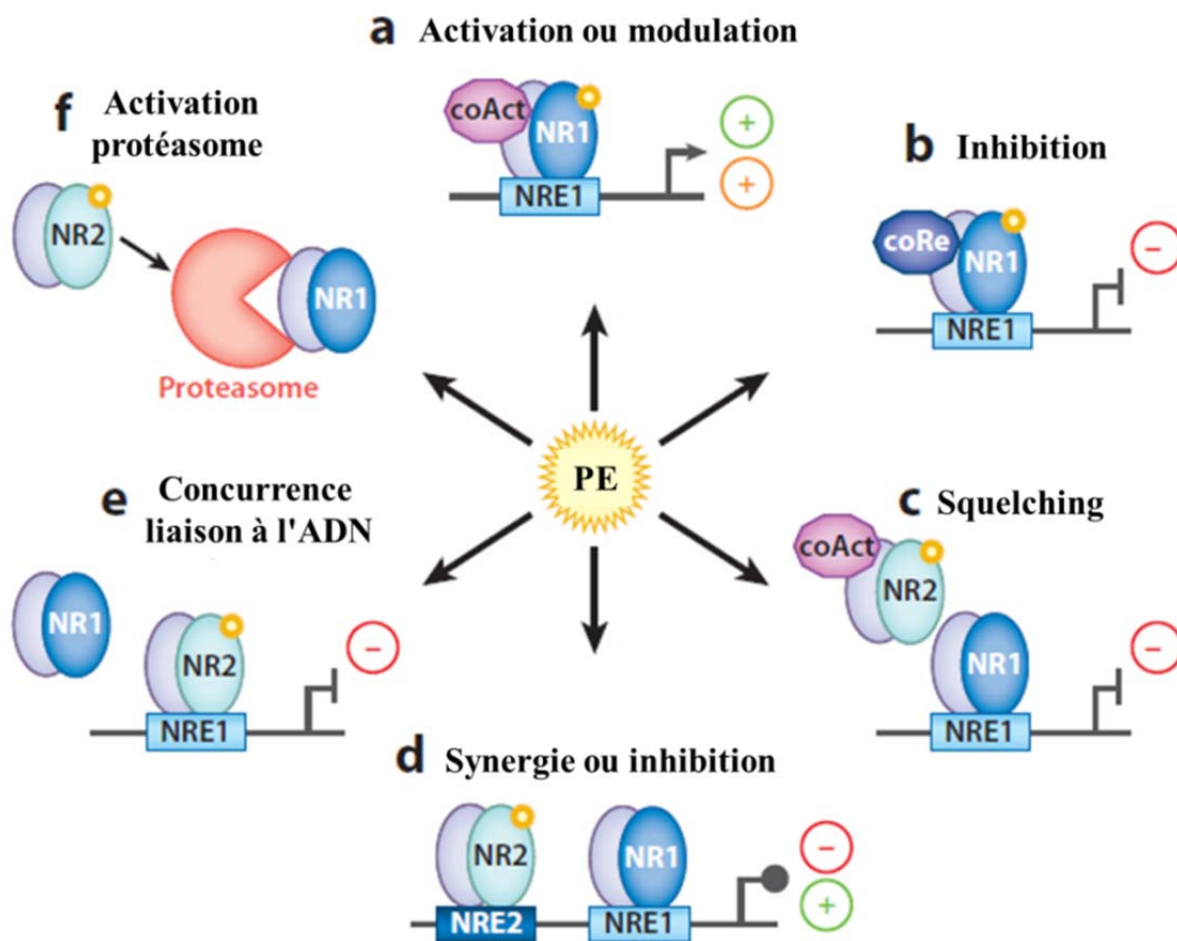 a Activation ou modulation
coAct
NR1
NRE1
+
+
b Inhibition
coRe
NR1
NRE1
−
c Squelching
coAct
NR2
NR1
NRE1
−
d Synergie ou inhibition
NR2
NR1
NRE2
NRE1
−
+
e Concurrence
liaison à l'ADN
NR1
NR2
NRE1
−
f Activation
protéasome
NR2
NR1
Proteasome
PE